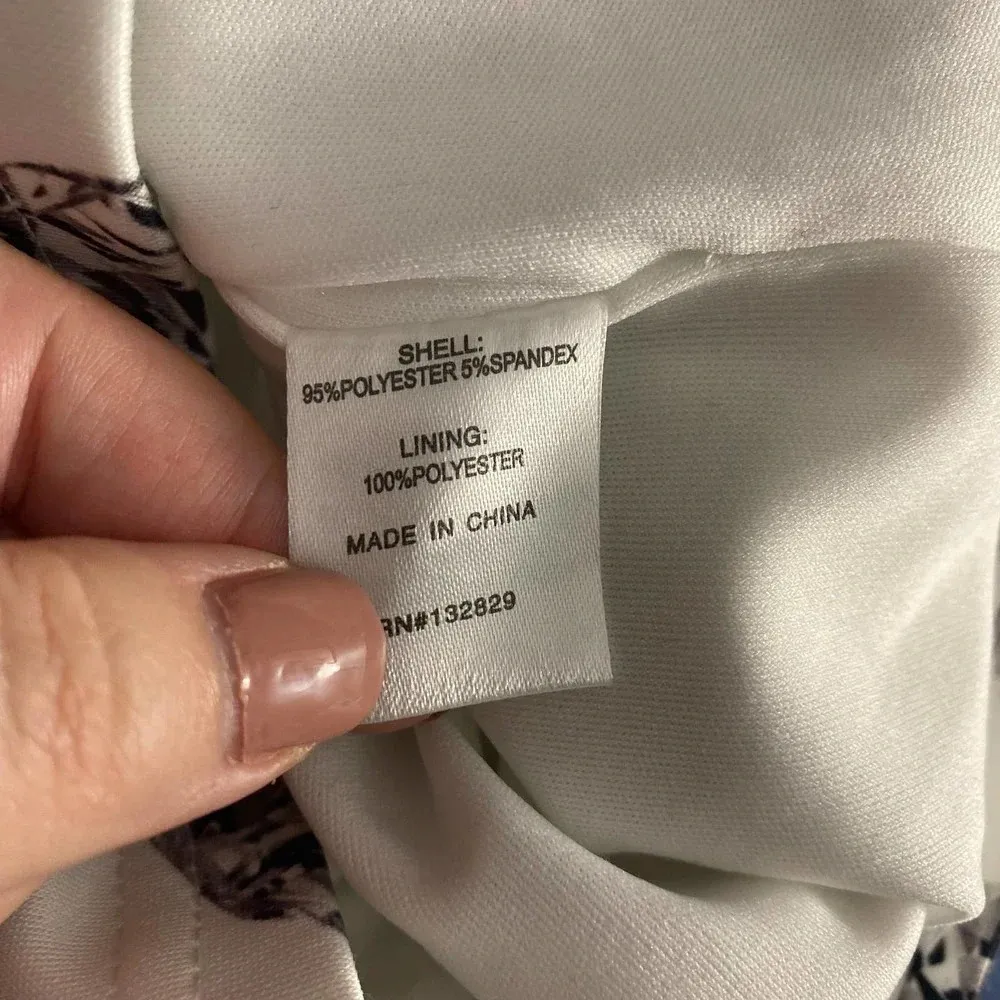 SHELL:
95%POLYESTER 5%SPANDEX
LINING:
100%POLYESTER
MADE IN CHINA
RN#132829